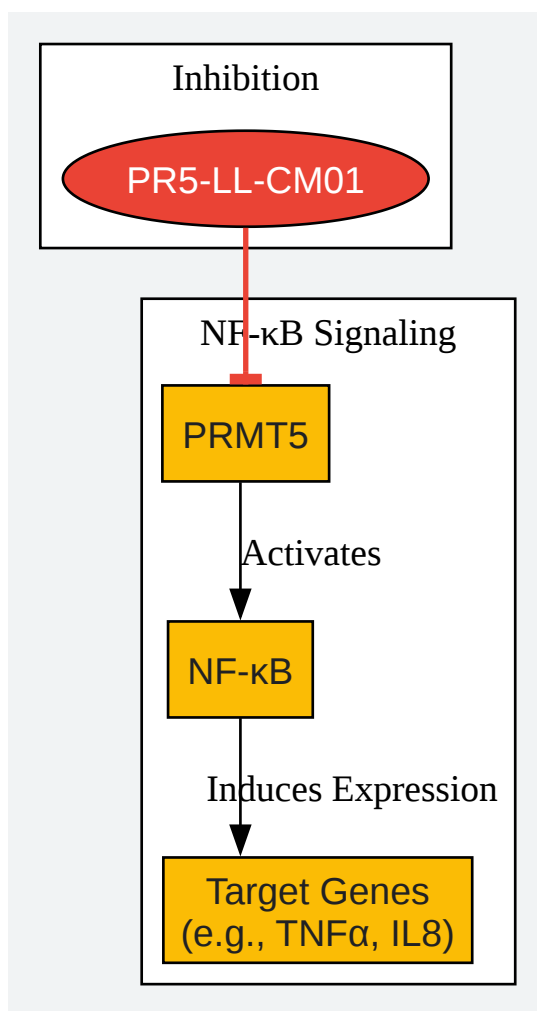 Inhibition
PR5-LL-CM01
NF-κB Signaling
PRMT5
Activates
NF-κB
Induces Expression
Target Genes
(e.g., TNFα, IL8)